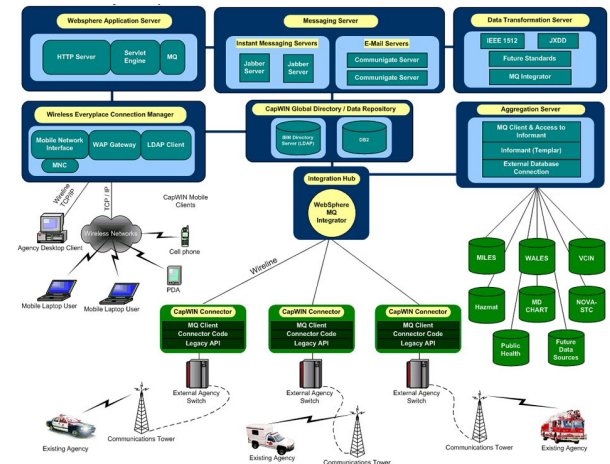 Websphere Application Server
HTTP Server
Servlet
Engine
MQ
Messaging Server
Instant Messaging Servers
Jabber
Server
Jabber
Server
E-Mail Servers
Communigate Server
Communigate Server
Data Transformation Server
IEEE 1512
JXDD
Future Standards
MQ Integrator
Wireless Everyplace Connection Manager
Mobile Network
Interface
WAP Gateway
LDAP Client
MNC
CapWIN Global Directory / Data Repository
IBM Directory
Server (LDAP)
DB2
Aggregation Server
MQ Client & Access to
Informant
Informant (Templar)
External Database
Connection
Integration Hub
WebSphere
MQ
Integrator
Wireline
TCP/IP
TCP / IP
CapWIN Mobile
Clients
Agency Desktop Client
Wireless Networks
Cell phone
PDA
Mobile Laptop User
Mobile Laptop User
Wireline
MILES
WALES
VCIN
Hazmat
MD
CHART
NOVA-
STC
Public
Health
Future
Data
Sources
CapWIN Connector
MQ Client
Connector Code
Legacy API
CapWIN Connector
MQ Client
Connector Code
Legacy API
CapWIN Connector
MQ Client
Connector Code
Legacy API
External Agency
Switch
External Agency
Switch
External Agency
Switch
Existing Agency
Communications Tower
Existing Agency
Communications Tower
Communications Tower
Existing Agency